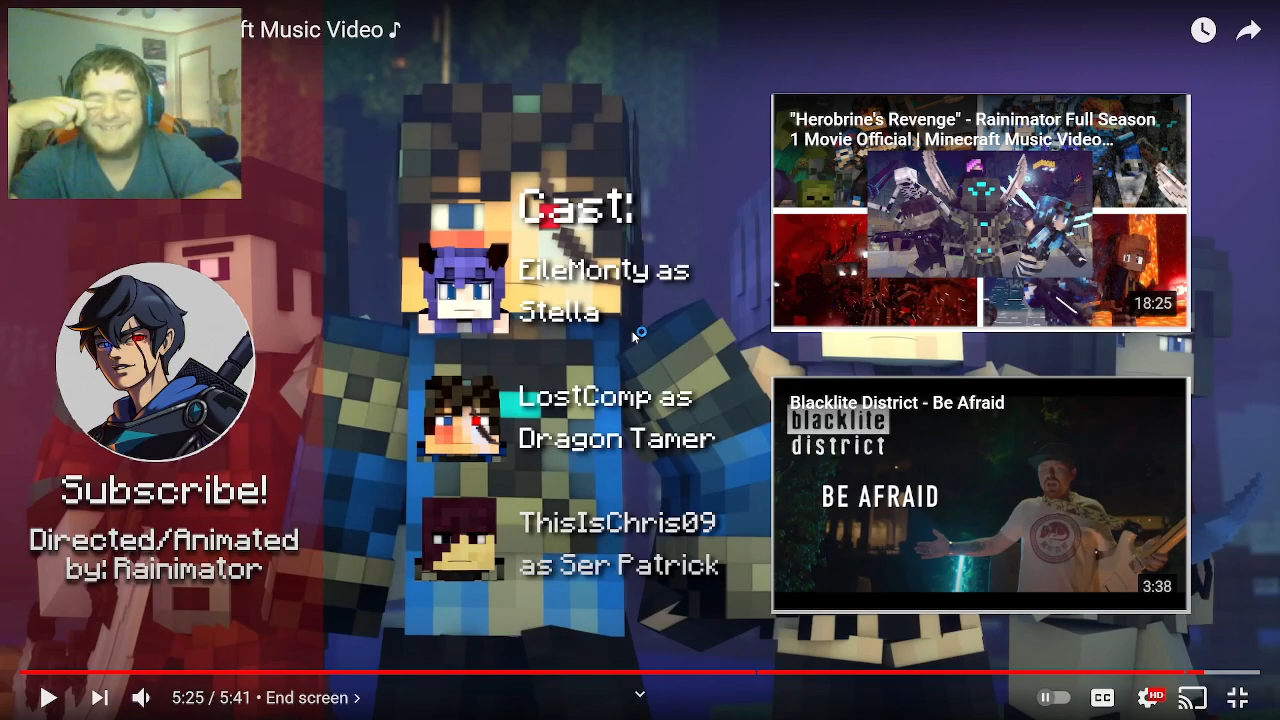 ft Music Video ♪
"Herobrine's Revenge" - Rainimator Full Season
1 Movie Official | Minecraft Music Video...
18:25
Cast:
EileMonty as
Stella
LostComp as
Dragon Tamer
ThisIsChris09
as Ser Patrick
Blacklite District - Be Afraid
blacklite
district
BE AFRAID
3:38
Subscribe!
Directed/Animated
by: Rainimator
5:25 / 5:41 • End screen ›
CC
HD